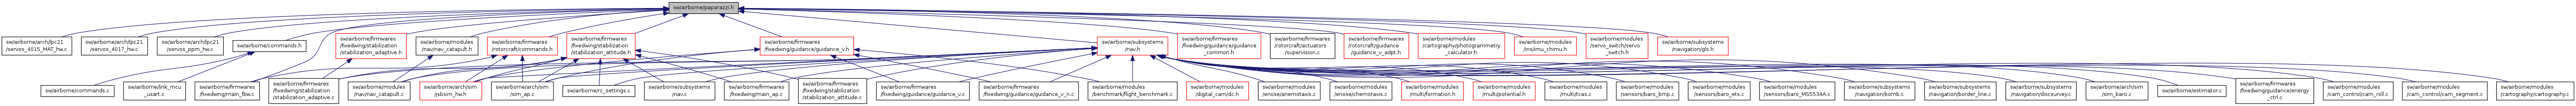 sw/airborne/paparazzi.h
sw/airborne/arch/lpc21
/servos_4015_MAT_hw.c
sw/airborne/arch/lpc21
/servos_4017_hw.c
sw/airborne/arch/lpc21
/servos_ppm_hw.c
sw/airborne/commands.h
sw/airborne/firmwares
/fixedwing/stabilization
/stabilization_adaptive.h
sw/airborne/modules
/nav/nav_catapult.h
sw/airborne/firmwares
/rotorcraft/commands.h
sw/airborne/firmwares
/fixedwing/stabilization
/stabilization_attitude.h
sw/airborne/firmwares
/fixedwing/guidance/guidance_v.h
sw/airborne/subsystems
/nav.h
sw/airborne/firmwares
/fixedwing/guidance/guidance
_common.h
sw/airborne/firmwares
/rotorcraft/actuators
/supervision.c
sw/airborne/firmwares
/rotorcraft/guidance
/guidance_v_adpt.h
sw/airborne/modules
/cartography/photogrammetry
_calculator.h
sw/airborne/modules
/ins/imu_chimu.h
sw/airborne/modules
/servo_switch/servo
_switch.h
sw/airborne/subsystems
/navigation/gls.h
sw/airborne/commands.c
sw/airborne/link_mcu
_usart.c
sw/airborne/firmwares
/fixedwing/main_fbw.c
sw/airborne/firmwares
/fixedwing/stabilization
/stabilization_adaptive.c
sw/airborne/modules
/nav/nav_catapult.c
sw/airborne/arch/sim
/jsbsim_hw.h
sw/airborne/arch/sim
/sim_ap.c
sw/airborne/rc_settings.c
sw/airborne/subsystems
/nav.c
sw/airborne/firmwares
/fixedwing/main_ap.c
sw/airborne/firmwares
/fixedwing/stabilization
/stabilization_attitude.c
sw/airborne/firmwares
/fixedwing/guidance/guidance_v.c
sw/airborne/firmwares
/fixedwing/guidance/guidance_v_n.c
sw/airborne/modules
/benchmark/flight_benchmark.c
sw/airborne/modules
/digital_cam/dc.h
sw/airborne/modules
/enose/anemotaxis.c
sw/airborne/modules
/enose/chemotaxis.c
sw/airborne/modules
/multi/formation.h
sw/airborne/modules
/multi/potential.h
sw/airborne/modules
/multi/tcas.c
sw/airborne/modules
/sensors/baro_bmp.c
sw/airborne/modules
/sensors/baro_ets.c
sw/airborne/modules
/sensors/baro_MS5534A.c
sw/airborne/subsystems
/navigation/bomb.c
sw/airborne/subsystems
/navigation/border_line.c
sw/airborne/subsystems
/navigation/discsurvey.c
sw/airborne/arch/sim
/sim_baro.c
sw/airborne/estimator.c
sw/airborne/firmwares
/fixedwing/guidance/energy
_ctrl.c
sw/airborne/modules
/cam_control/cam_roll.c
sw/airborne/modules
/cam_control/cam_segment.c
sw/airborne/modules
/cartography/cartography.c